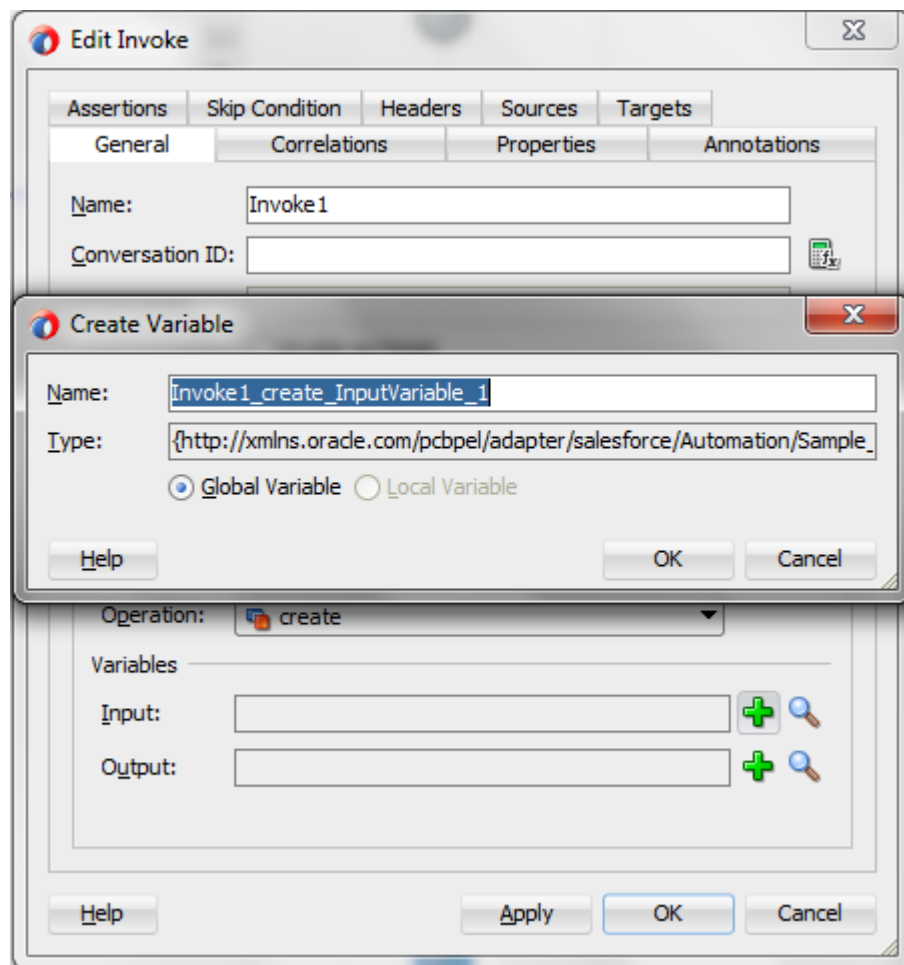 Edit Invoke
Assertions Skip Condition Headers Sources Targets
General Correlations Properties Annotations
Name: Invoke1
Conversation ID:
Create Variable
Name: Invoke1_create_InputVariable_1
Type: {http://xmlns.oracle.com/pcbpel/adapter/salesforce/Automation/Sample_
Global Variable Local Variable
Help OK Cancel
Operation: create
Variables
Input:
Output:
Help Apply OK Cancel